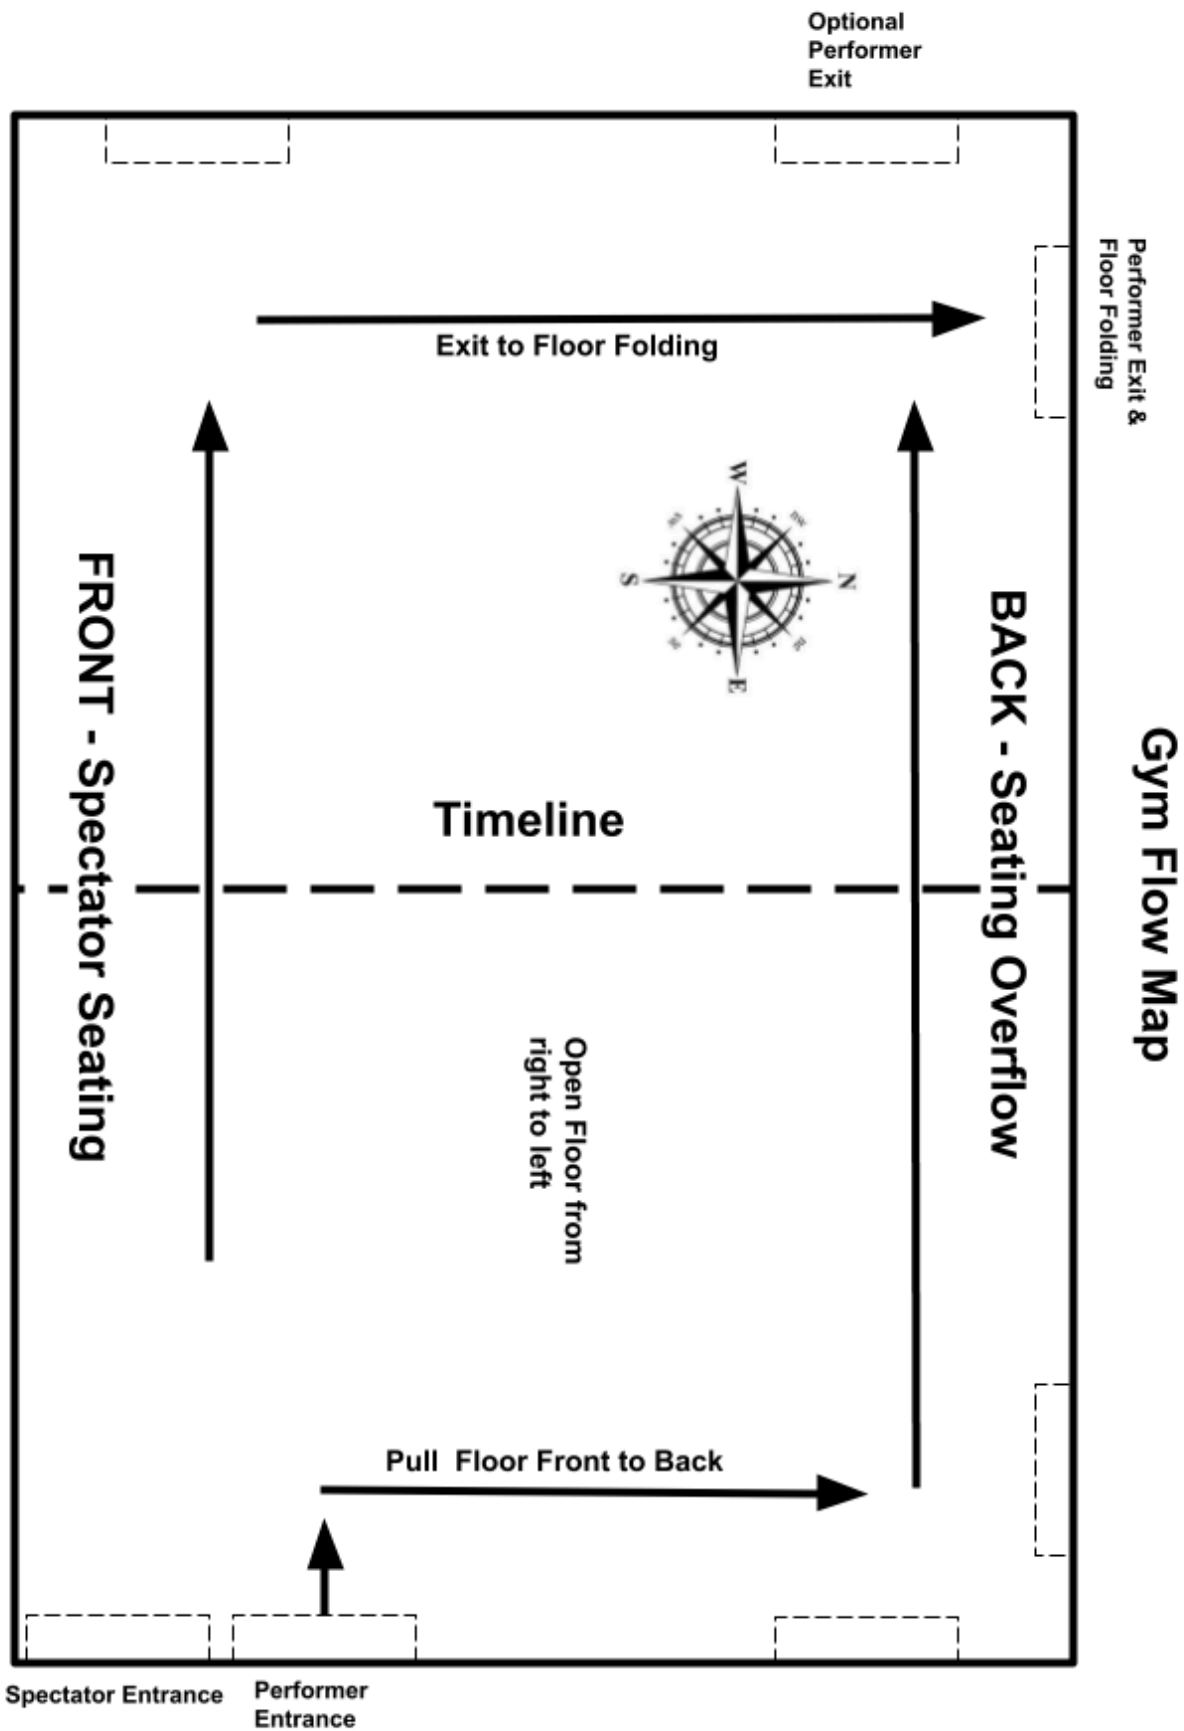 Optional
Performer
Exit
Performer Exit &
Floor Folding
Exit to Floor Folding
W
N
S
E
FRONT - Spectator Seating
BACK - Seating Overflow
Gym Flow Map
Timeline
Open Floor from
right to left
Pull  Floor Front to Back
Spectator Entrance
Performer
Entrance